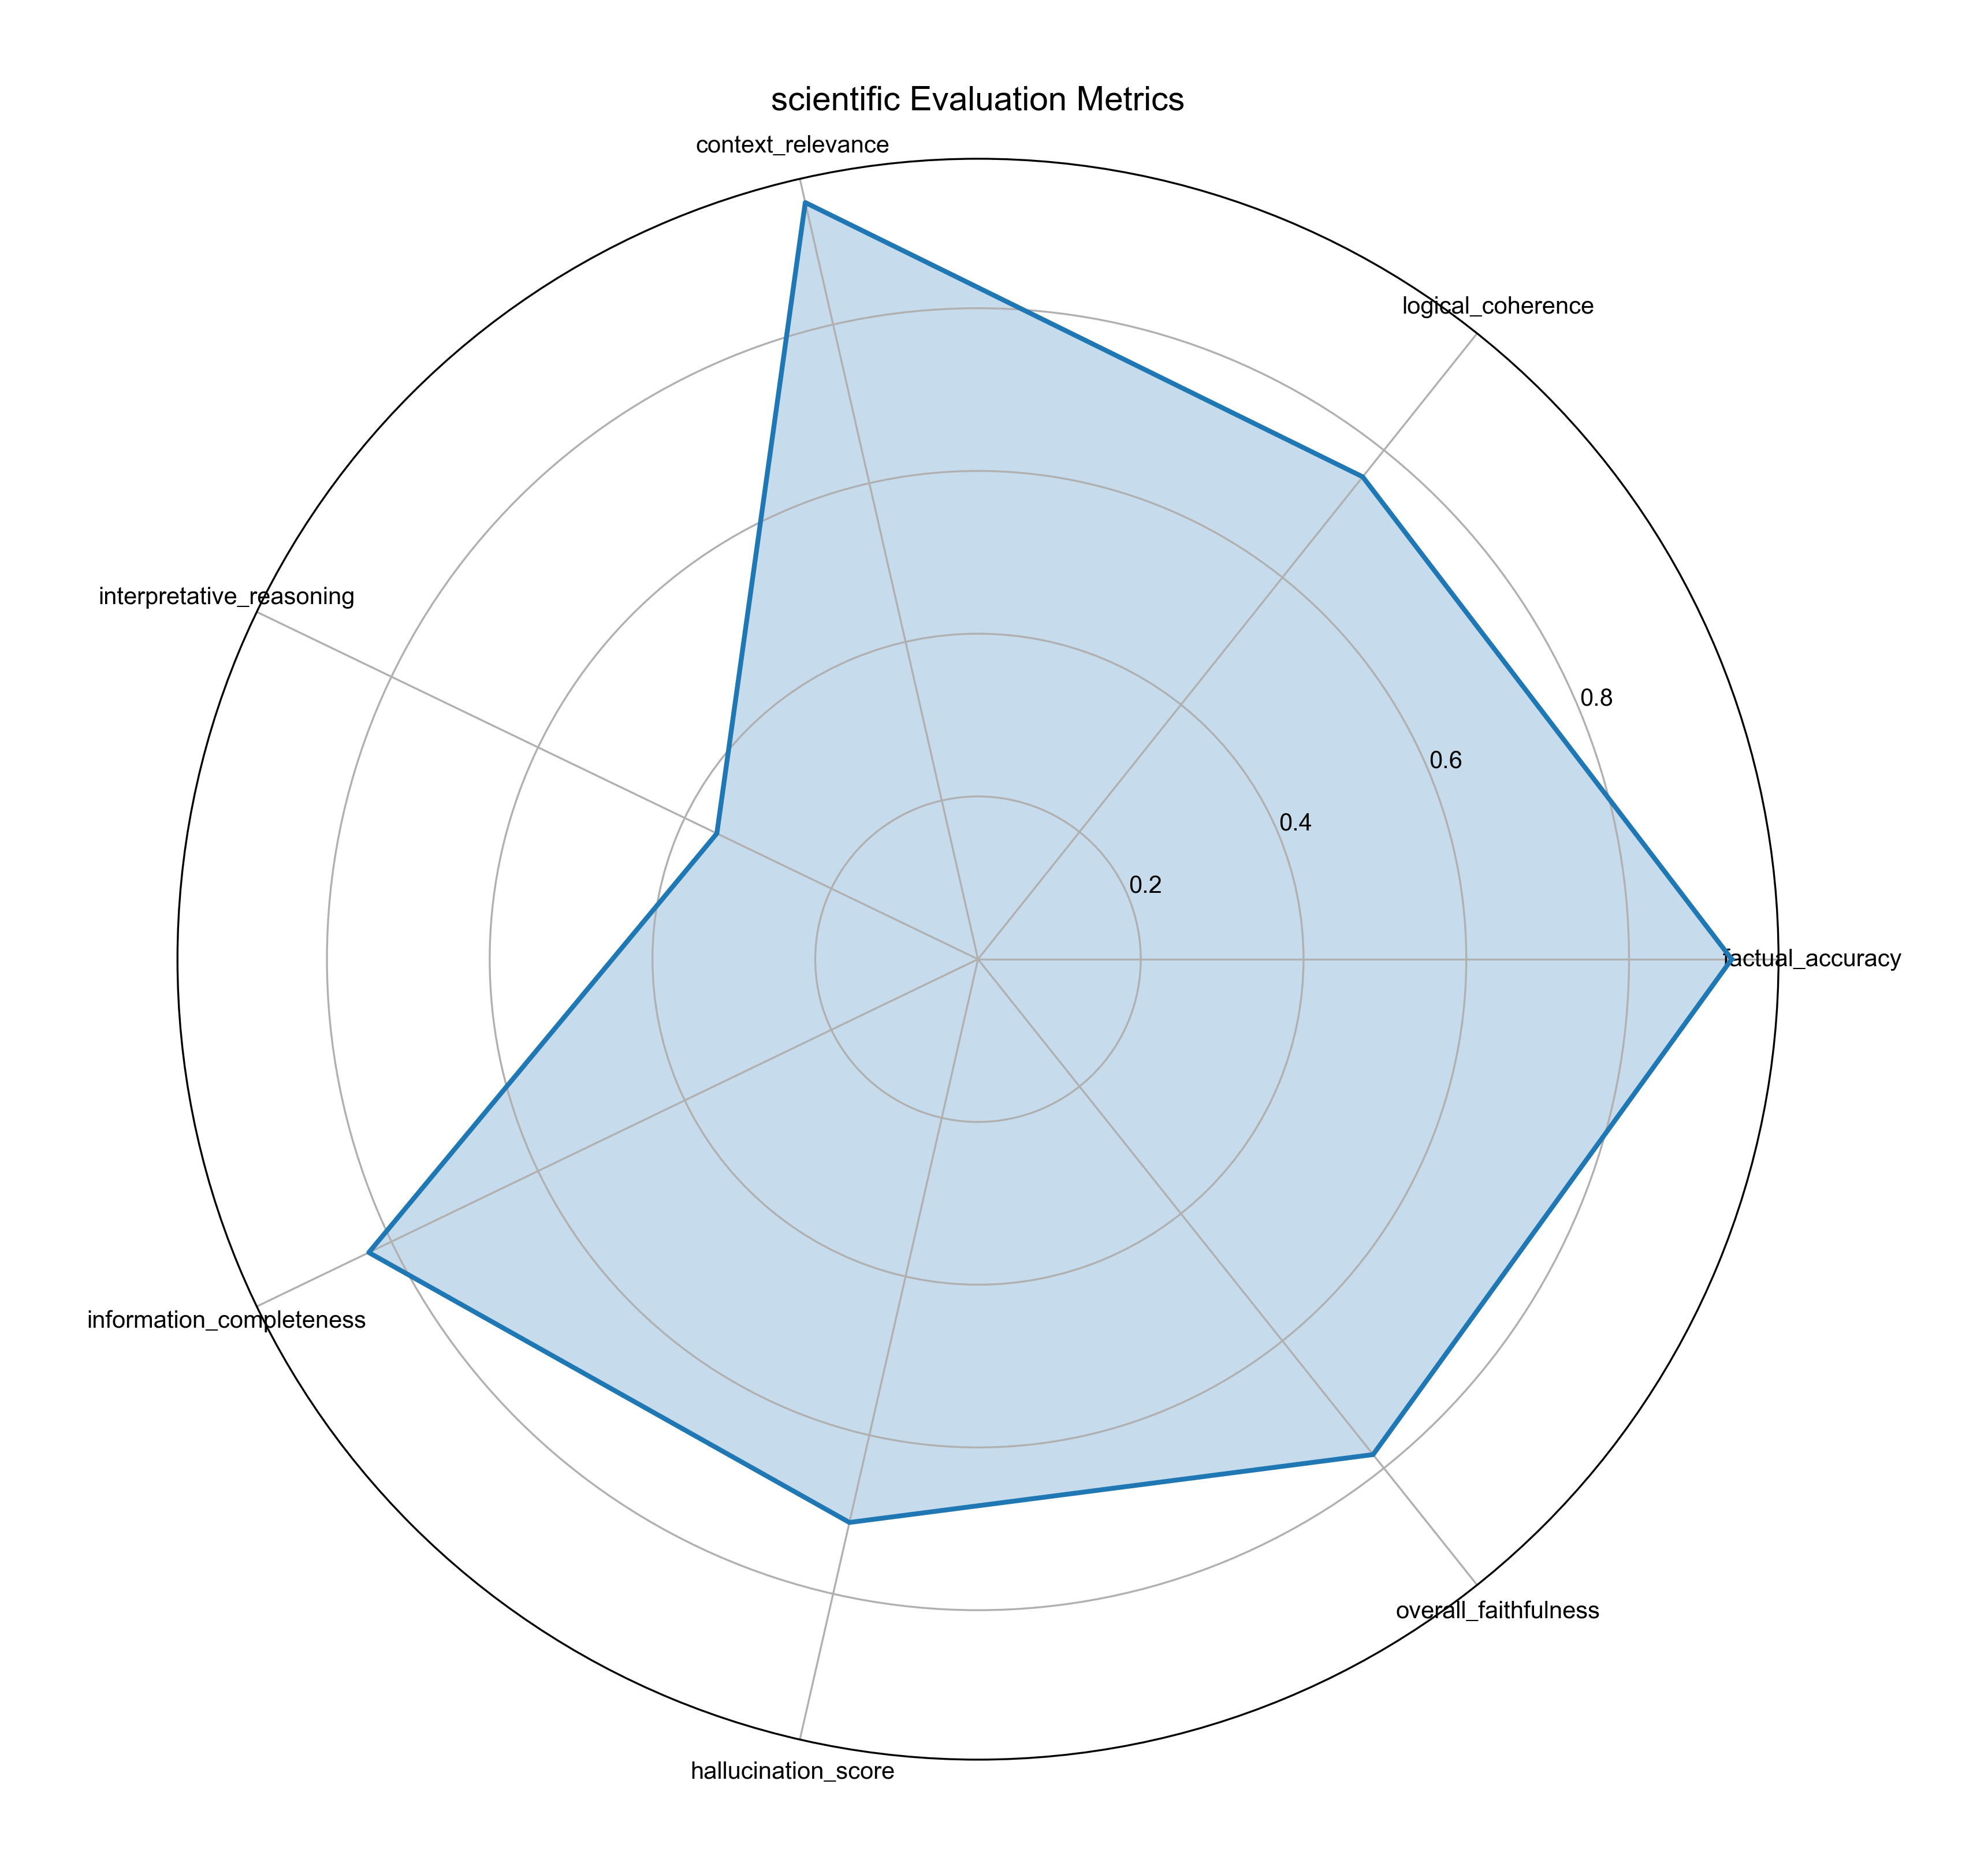 scientific Evaluation Metrics
context_relevance
logical_coherence
interpretative_reasoning
0.8
0.6
0.4
0.2
factual_accuracy
information_completeness
overall_faithfulness
hallucination_score